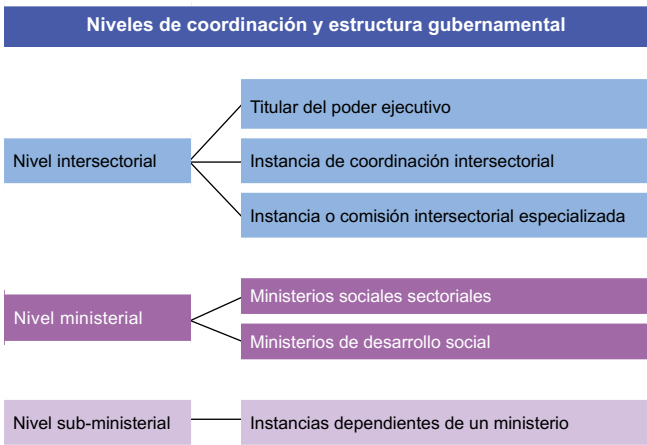 Niveles de coordinación y estructura gubernamental
Titular del poder ejecutivo
Nivel intersectorial
Instancia de coordinación intersectorial
Instancia o comisión intersectorial especializada
Ministerios sociales sectoriales
Nivel ministerial
Ministerios de desarrollo social
Nivel sub-ministerial
Instancias dependientes de un ministerio